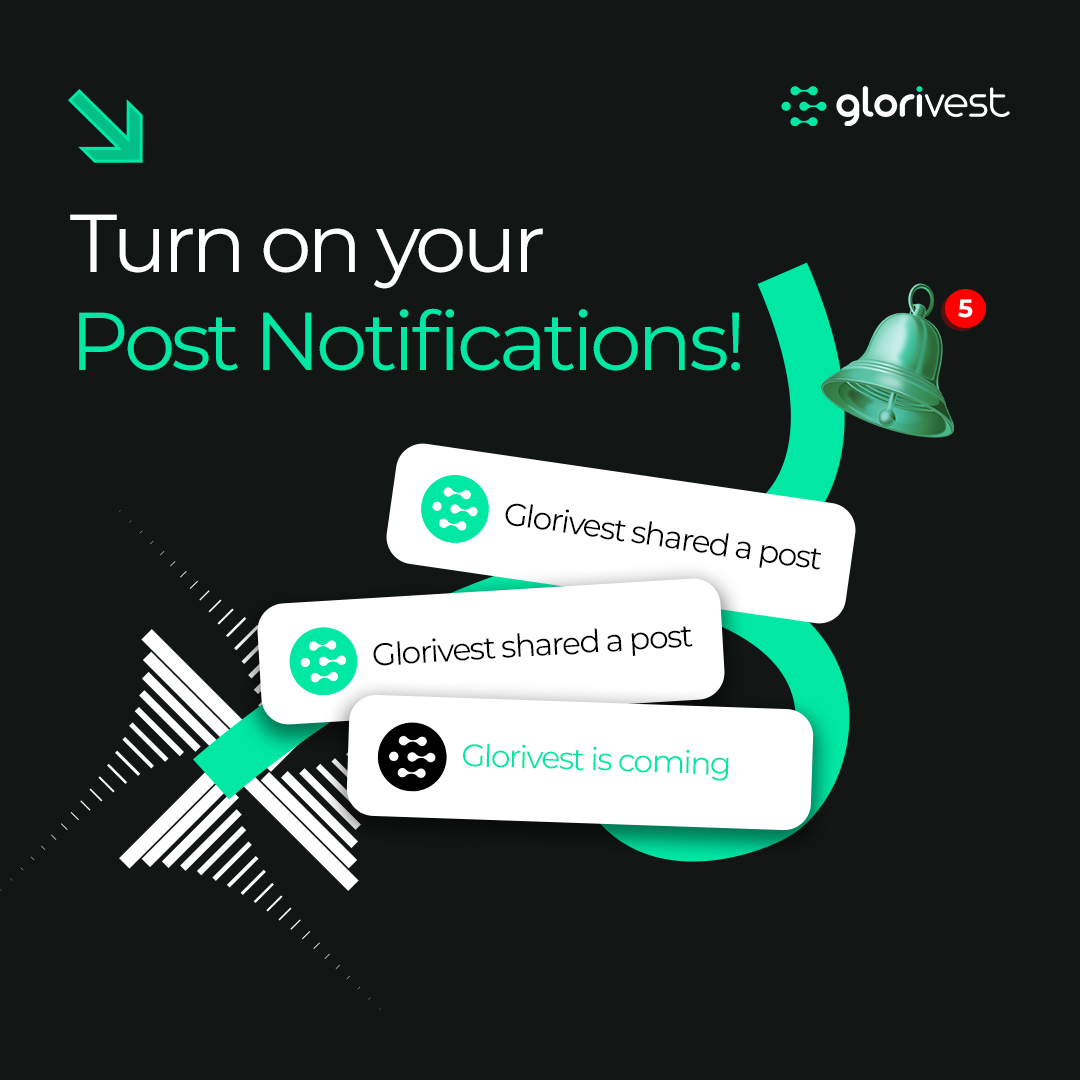 glorivest
Turn on your
Post Notifications!
5
Glorivest shared a post
Glorivest shared a post
Glorivest is coming